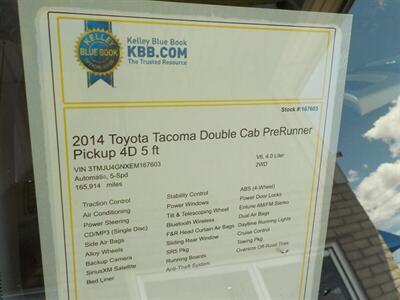 Kelley Blue Book
KBB.COM
The Trusted Resource
KELLEY
BLUE BOOK
Stock #:167603
2014 Toyota Tacoma Double Cab PreRunner
Pickup 4D 5 ft
VIN 3TMJU4GNXEM167603
V6, 4.0 Liter
Automatic, 5-Spd
2WD
165,914 miles
Traction Control
Air Conditioning
Power Steering
CD/MP3 (Single Disc)
Side Air Bags
Alloy Wheels
Backup Camera
SiriusXM Satellite
Bed Liner
Stability Control
Power Windows
Tilt & Telescoping Wheel
Bluetooth Wireless
F&R Head Curtain Air Bags
Sliding Rear Window
SR5 Pkg
Running Boards
Anti-Theft System
ABS (4-Wheel)
Power Door Locks
Entune AM/FM Stereo
Dual Air Bags
Daytime Running Lights
Cruise Control
Towing Pkg
Oversize Off-Road Tires